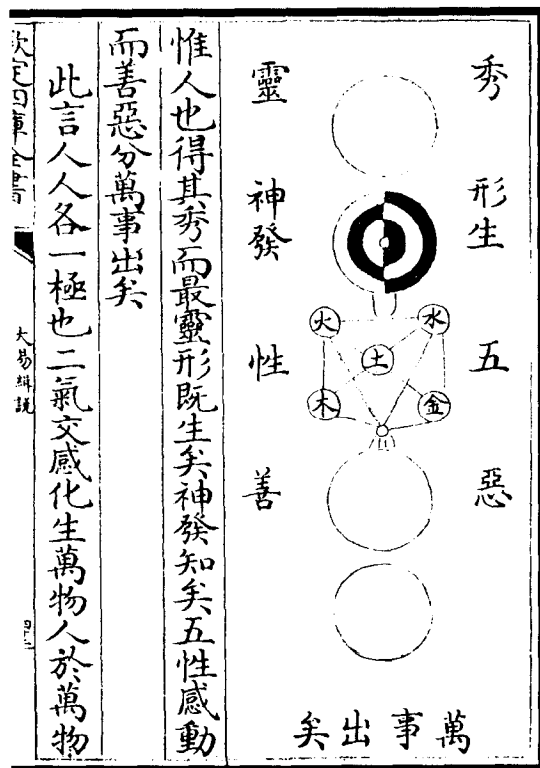 秀
靈
形生
神發
水
火
土
金
木
五
性
惡
善
萬事出矣
惟人也得其秀而最靈形既生矣神發知矣五性感動
而善惡分萬事出矣
此言人人各一極也二氣交感化生萬物人於萬物
欽定四庫全書
大易緝說
四十二